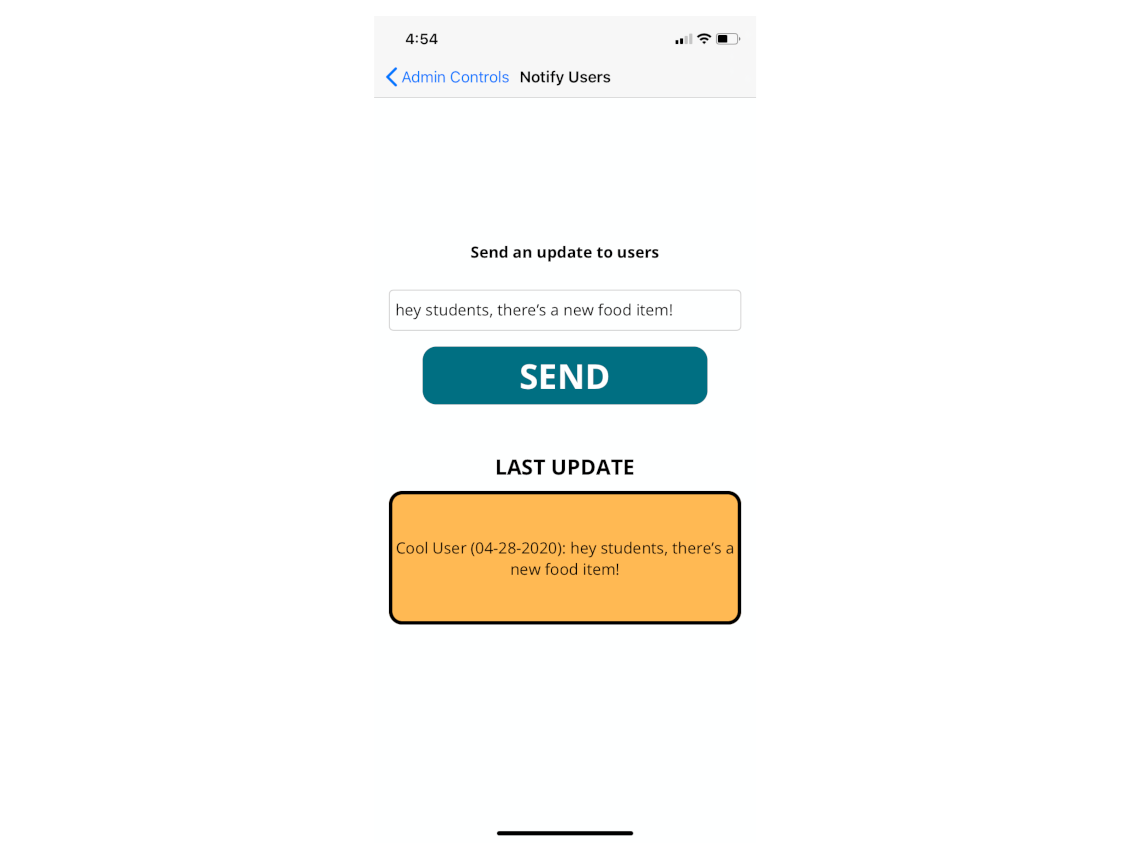 4:54
Admin Controls Notify Users
Send an update to users
hey students, there’s a new food item!
SEND
LAST UPDATE
Cool User (04-28-2020): hey students, there’s a
new food item!